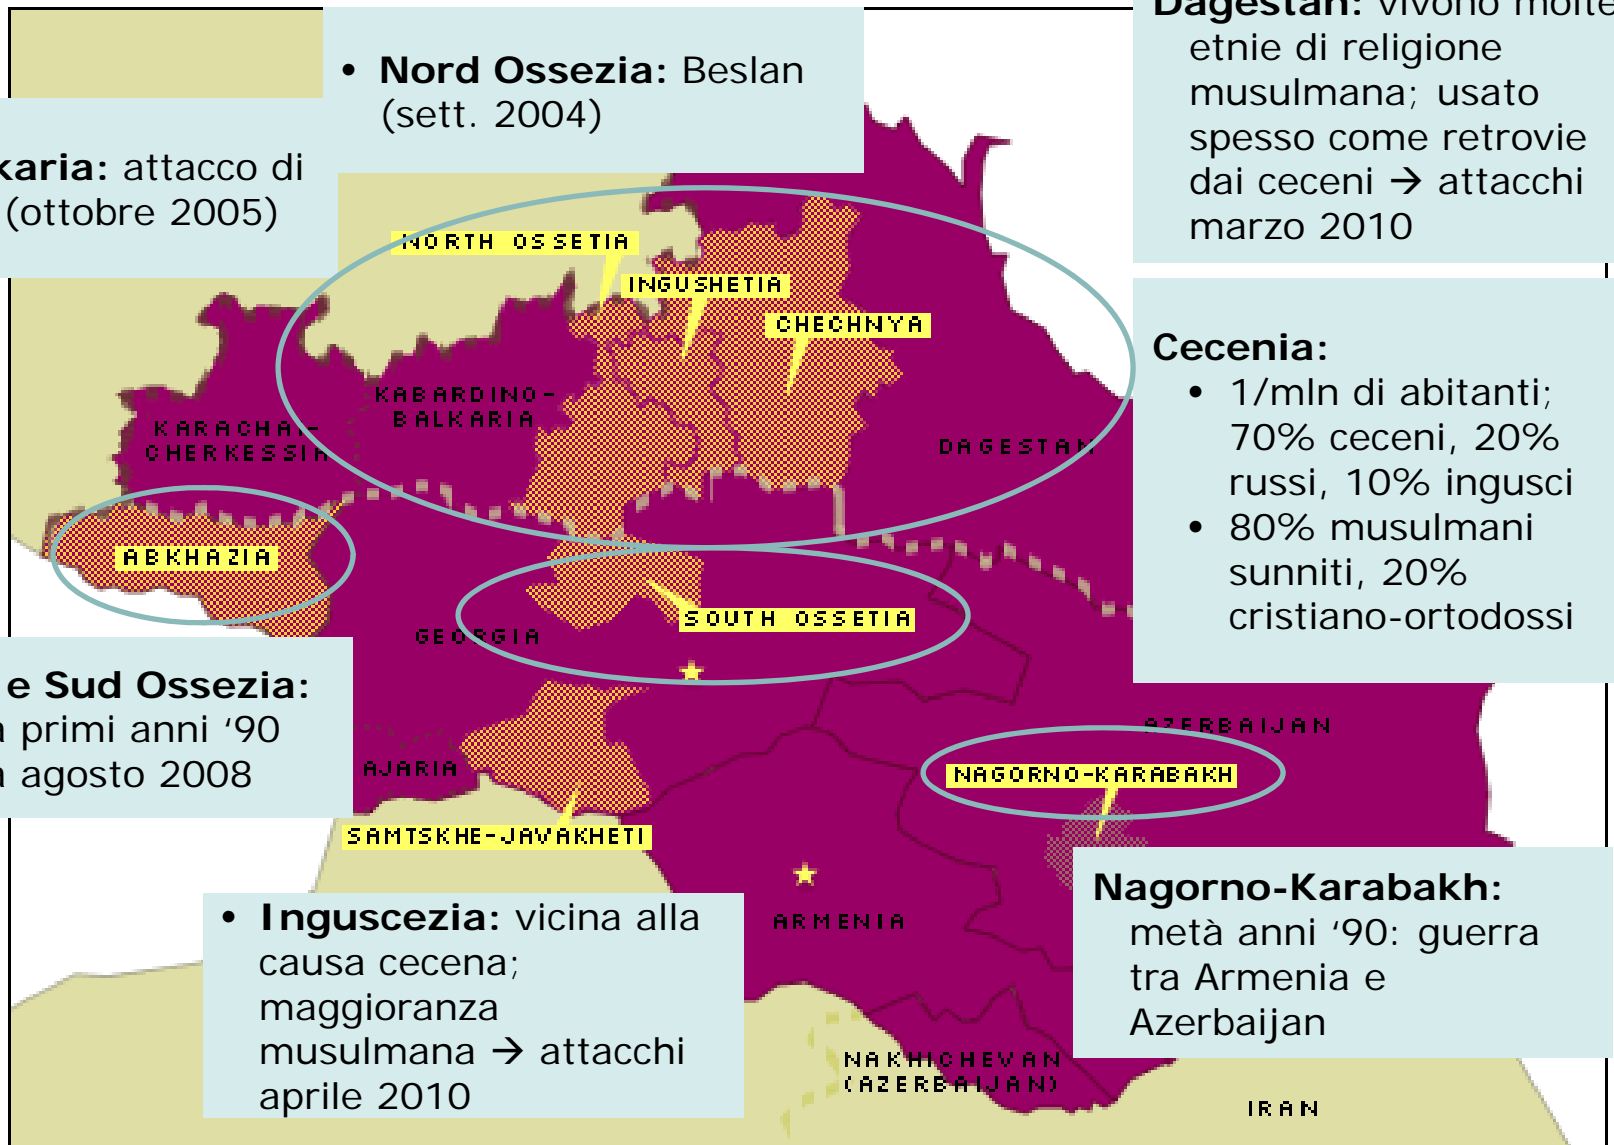 • Nord Ossezia: Beslan
(sett. 2004)
Dagestan: vivono molte
etnie di religione
musulmana; usato
spesso come retrovie
dai ceceni → attacchi
marzo 2010
karia: attacco di
(ottobre 2005)
NORTH OSSETIA
INGUSHETIA
CHECHNYA
Cecenia:
• 1/mln di abitanti;
70% ceceni, 20%
russi, 10% ingusci
• 80% musulmani
sunniti, 20%
cristiano-ortodossi
KABARDINO-
BALKARIA
KARACHAI-
CHERKESSIA
DAGESTAN
ABKHAZIA
SOUTH OSSETIA
GEORGIA
e Sud Ossezia:
a primi anni ‘90
a agosto 2008
AZERBAIJAN
AJARIA
NAGORNO-KARABAKH
SAMTSKHE-JAVAKHETI
Nagorno-Karabakh:
metà anni ‘90: guerra
tra Armenia e
Azerbaijan
• Inguscezia: vicina alla
causa cecena;
maggioranza
musulmana → attacchi
aprile 2010
ARMENIA
NAKHICHEVAN
(AZERBAIJAN)
IRAN